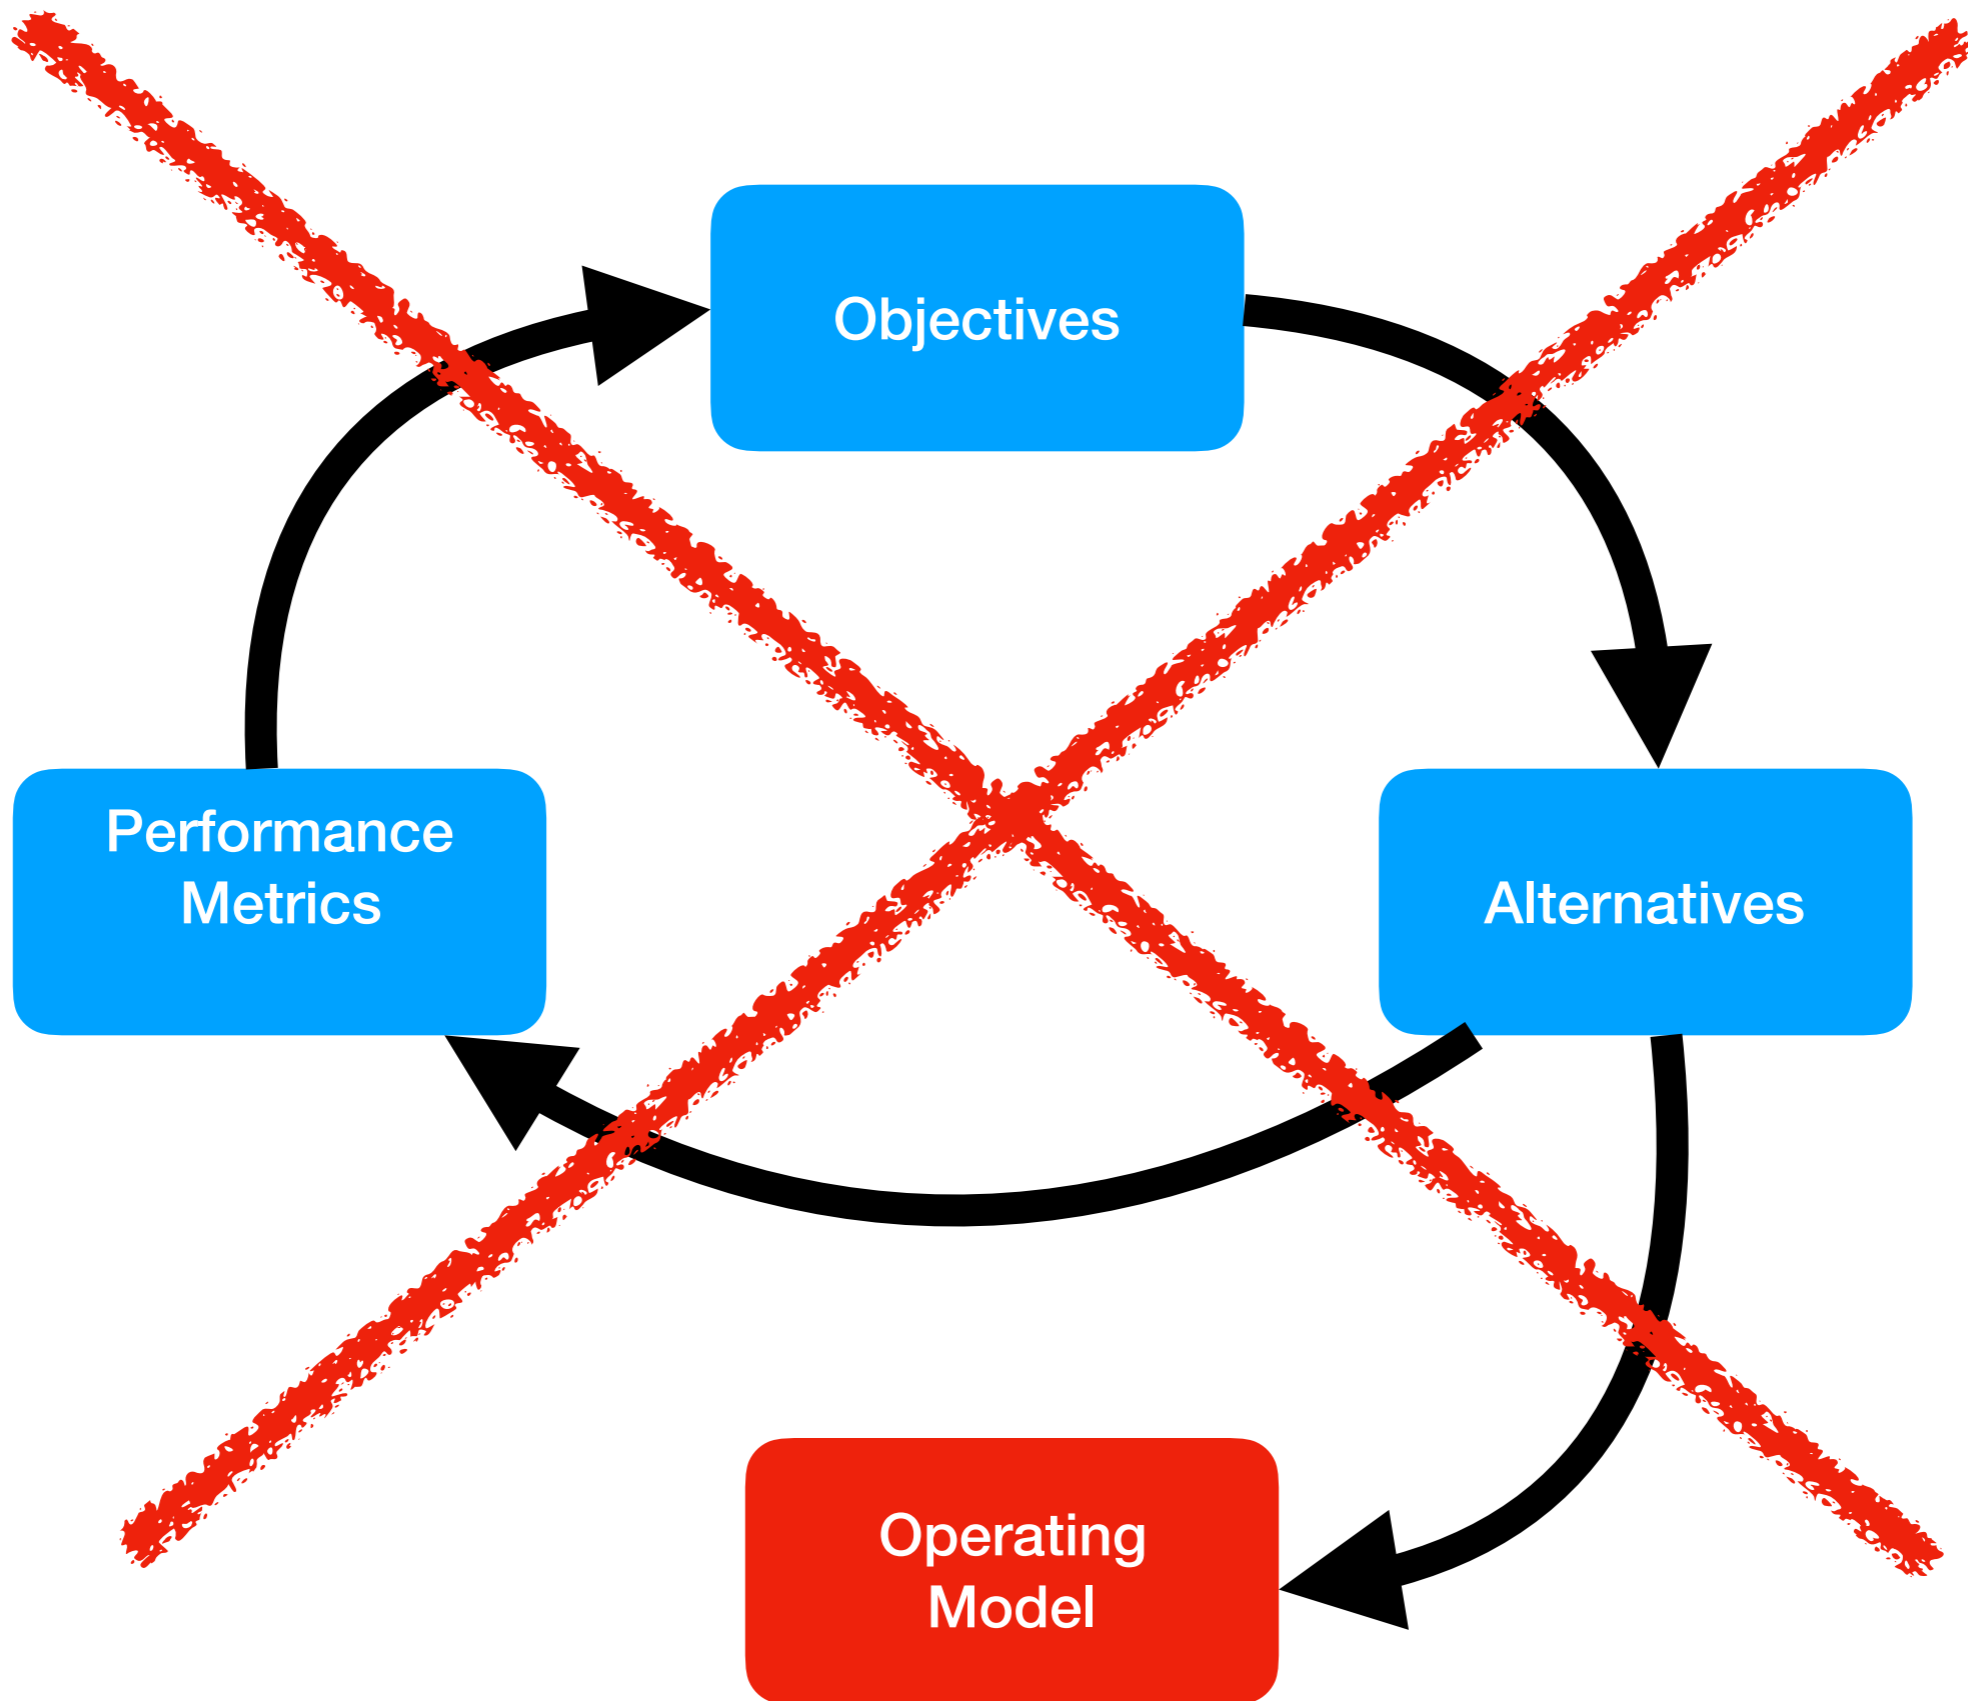 Objectives
Performance
Metrics
Alternatives
Operating
Model